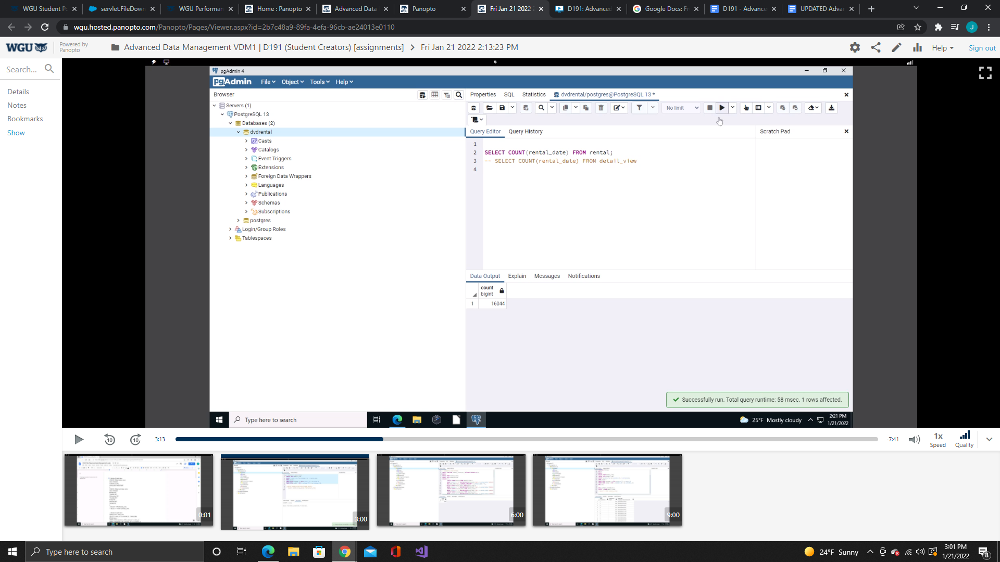 WGU Student Po
servlet.FileDown
WGU Performan
Home : Panopto
Advanced Data
Panopto
Fri Jan 21 2022
D191: Advanced
Google Docs: Fr
D191 - Advance
UPDATED Advan
wgu.hosted.panopto.com/Panopto/Pages/Viewer.aspx?id=2b7c48a9-89fa-4efa-96cb-ae24013e0110
J
WGU
Powered by
Panopto
Advanced Data Management VDM1 | D191 (Student Creators) [assignments] > Fri Jan 21 2022 2:13:23 PM
Help
Sign out
Search...
Details
Notes
Bookmarks
Show
pgAdmin 4
pgAdmin
File
Object
Tools
Help
Browser
Servers (1)
PostgreSQL 13
Databases (2)
dvdrental
Casts
Catalogs
Event Triggers
Extensions
Foreign Data Wrappers
Languages
Publications
Schemas
Subscriptions
postgres
Login/Group Roles
Tablespaces
Properties
SQL
Statistics
dvdrental/postgres@PostgreSQL 13 *
No limit
Query Editor
Query History
Scratch Pad
1
2 SELECT COUNT(rental_date) FROM rental;
3 -- SELECT COUNT(rental_date) FROM detail_view
4
Data Output
Explain
Messages
Notifications
count
bigint
1 16044
Successfully run. Total query runtime: 58 msec. 1 rows affected.
Type here to search
25°F Mostly cloudy
2:21 PM
1/21/2022
10
10
3:13
-7:41
1x
Speed
Quality
0:01
3:00
6:00
9:00
Type here to search
24°F Sunny
3:01 PM
1/21/2022
8